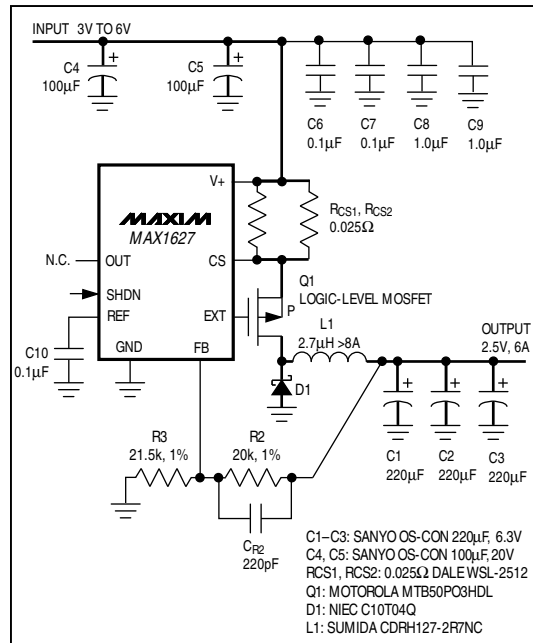 INPUT 3V TO 6V
C4
100µF
C5
100µF
C6
0.1µF
C7
0.1µF
C8
1.0µF
C9
1.0µF
V+
MAXIM
MAX1627
RCS1, RCS2
0.025Ω
N.C.
OUT
CS
SHDN
REF
EXT
GND
FB
C10
0.1µF
Q1
LOGIC-LEVEL MOSFET
P
L1
2.7µH >8A
OUTPUT
2.5V, 6A
D1
C1
220µF
C2
220µF
C3
220µF
R3
21.5k, 1%
R2
20k, 1%
CR2
220pF
C1–C3: SANYO OS-CON 220µF, 6.3V
C4, C5: SANYO OS-CON 100µF, 20V
RCS1, RCS2: 0.025Ω DALE WSL-2512
Q1: MOTOROLA MTB50PO3HDL
D1: NIEC C10T04Q
L1: SUMIDA CDRH127-2R7NC